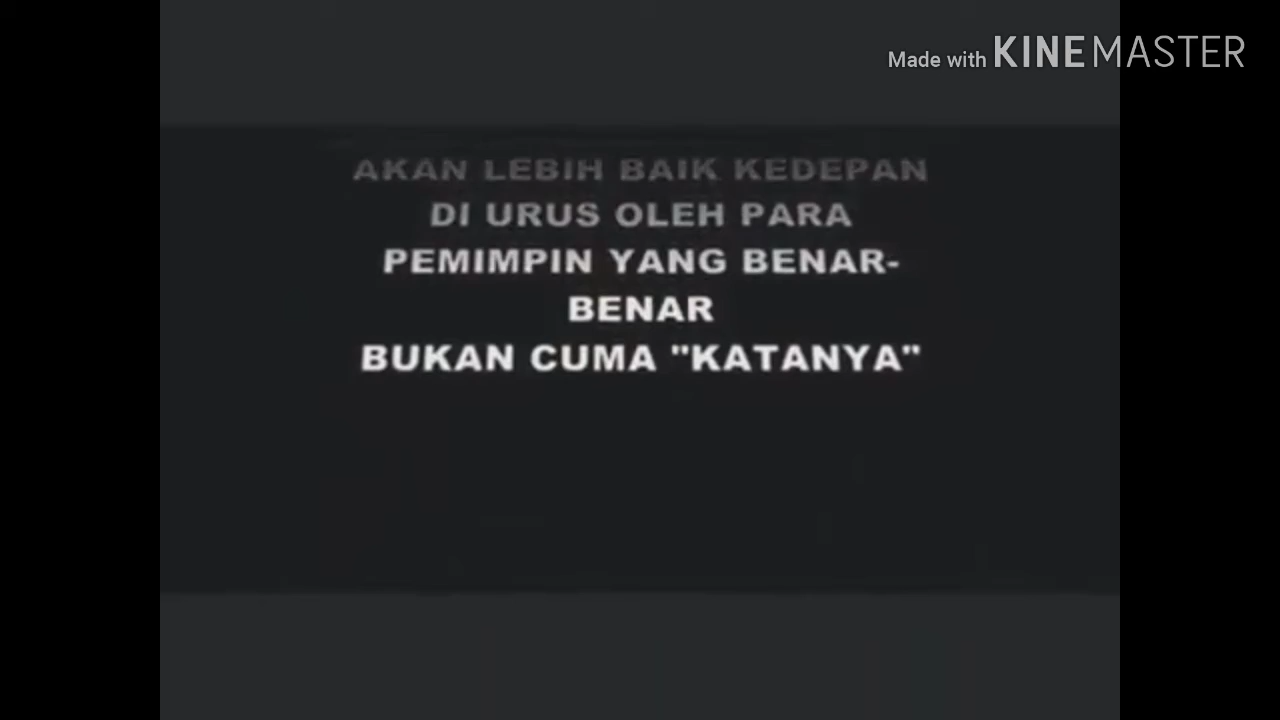 Made with KINEMASTER
AKAN LEBIH BAIK KEDEPAN
DI URUS OLEH PARA
PEMIMPIN YANG BENAR-
BENAR
BUKAN CUMA "KATANYA"